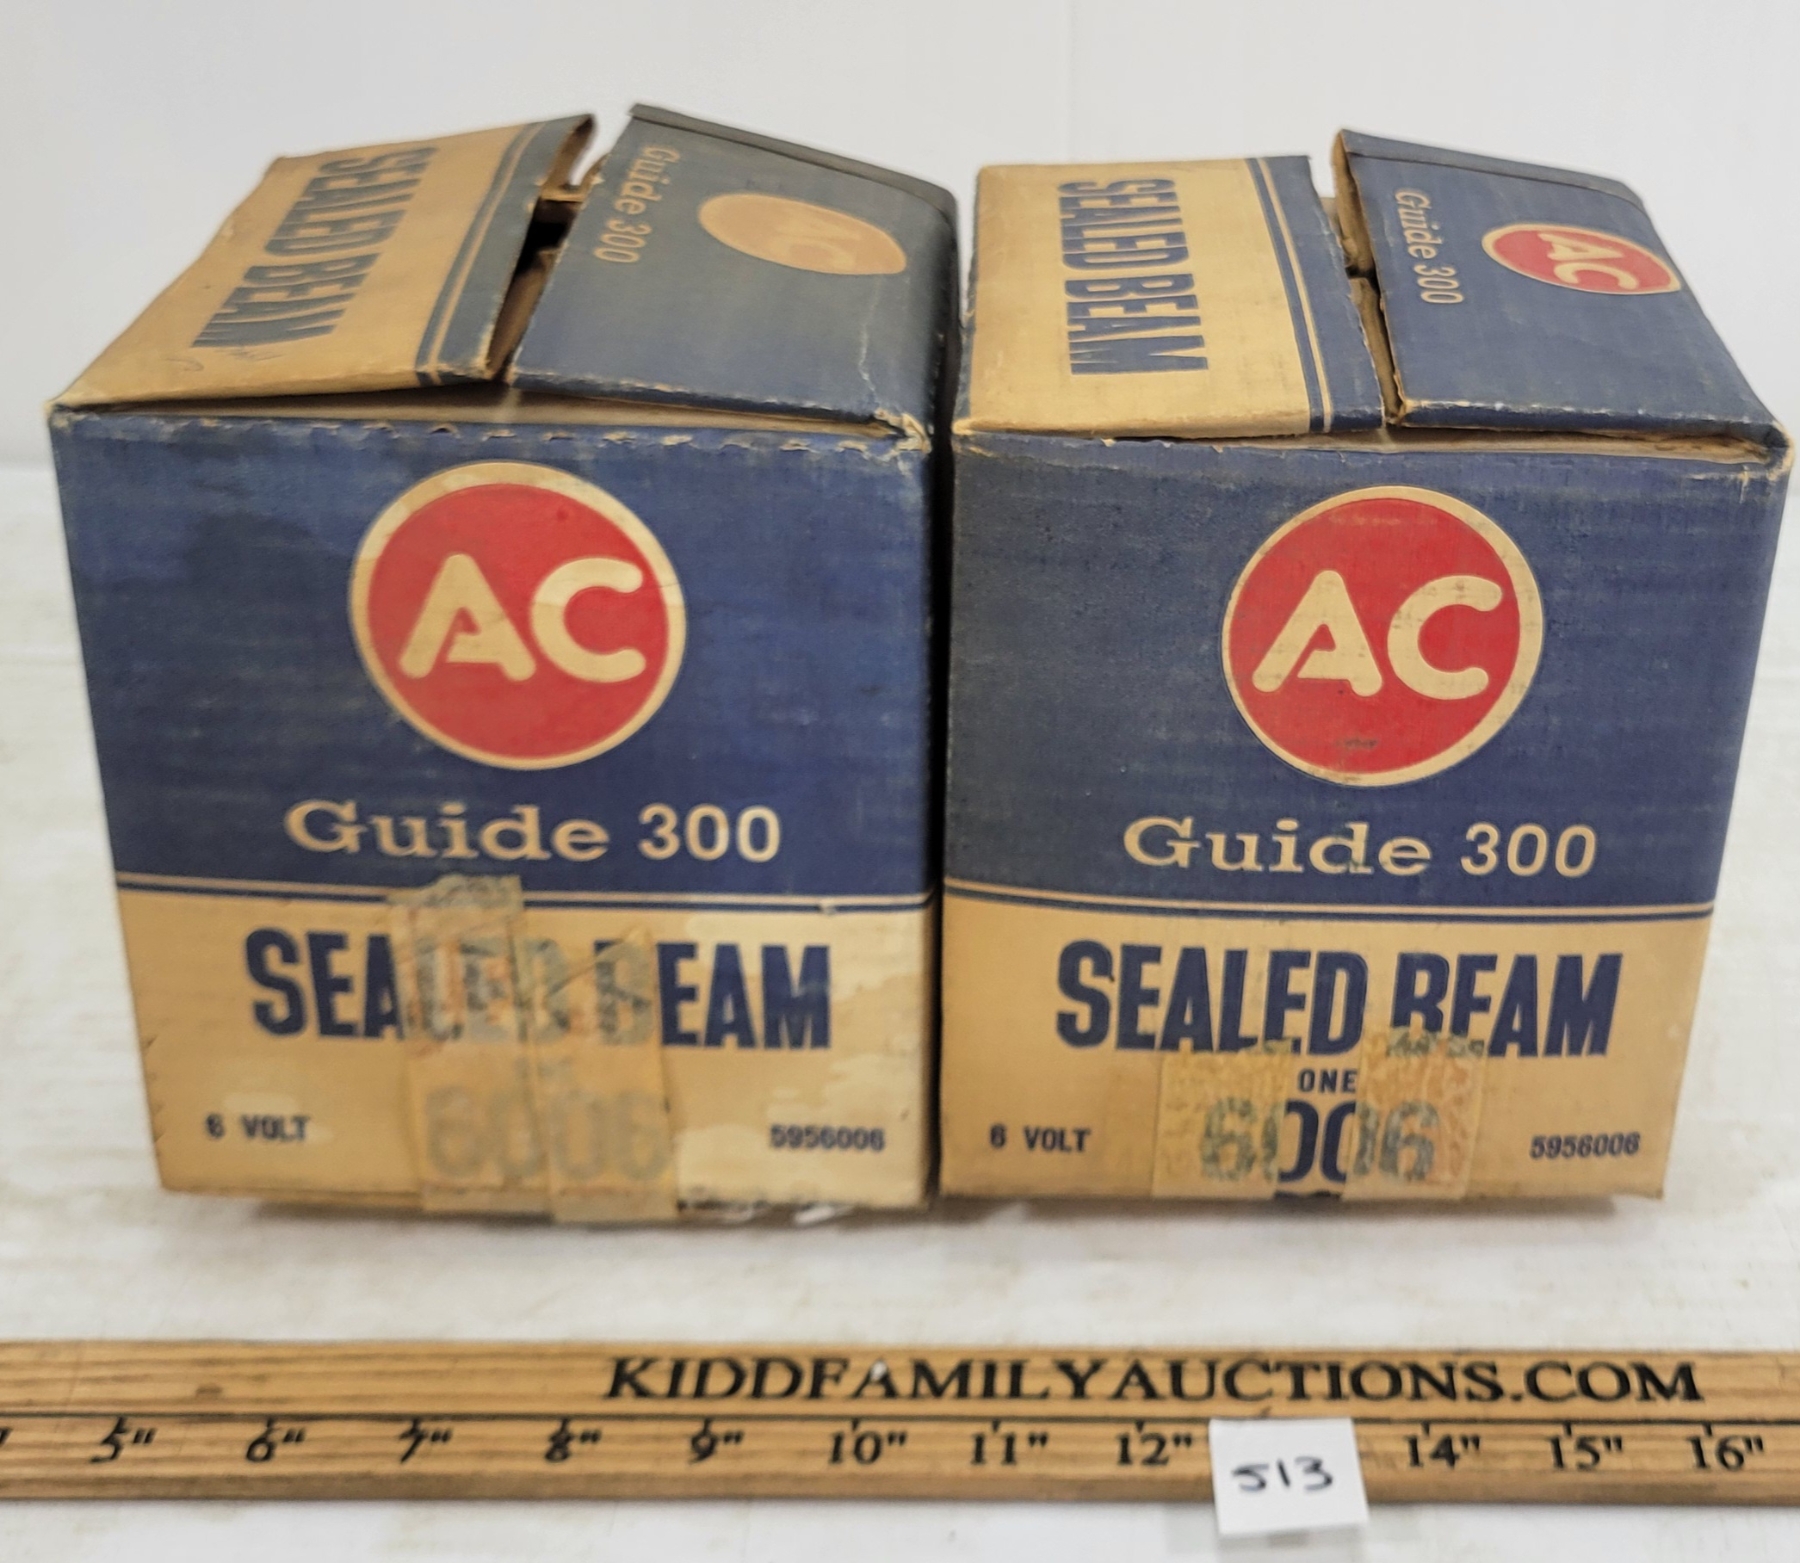 SEALED BEAM
Guide 300
AC
AC
Guide 300
SEALED BEAM
6006
6 VOLT
5956006
SEALED BEAM
Guide 300
AC
AC
Guide 300
SEALED BEAM
ONE
6006
6 VOLT
5956006
KIDDFAMILYAUCTIONS.COM
5" 6" 7" 8" 9" 10" 11" 12" 14" 15" 16"
513